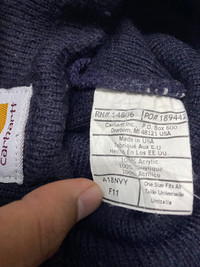 carhartt
RN# 14806 PO# 189442
Carhartt Inc. P.O. Box 600
Dearborn, MI 48121 USA
Made in USA
Fabriqué Aux É-U
Hecho En Los EE UU.
100% Acrylic
100% Acrylique
100% Acrílico
A18NVY One Size Fits All
F11 Taille Universelle
Unitalla